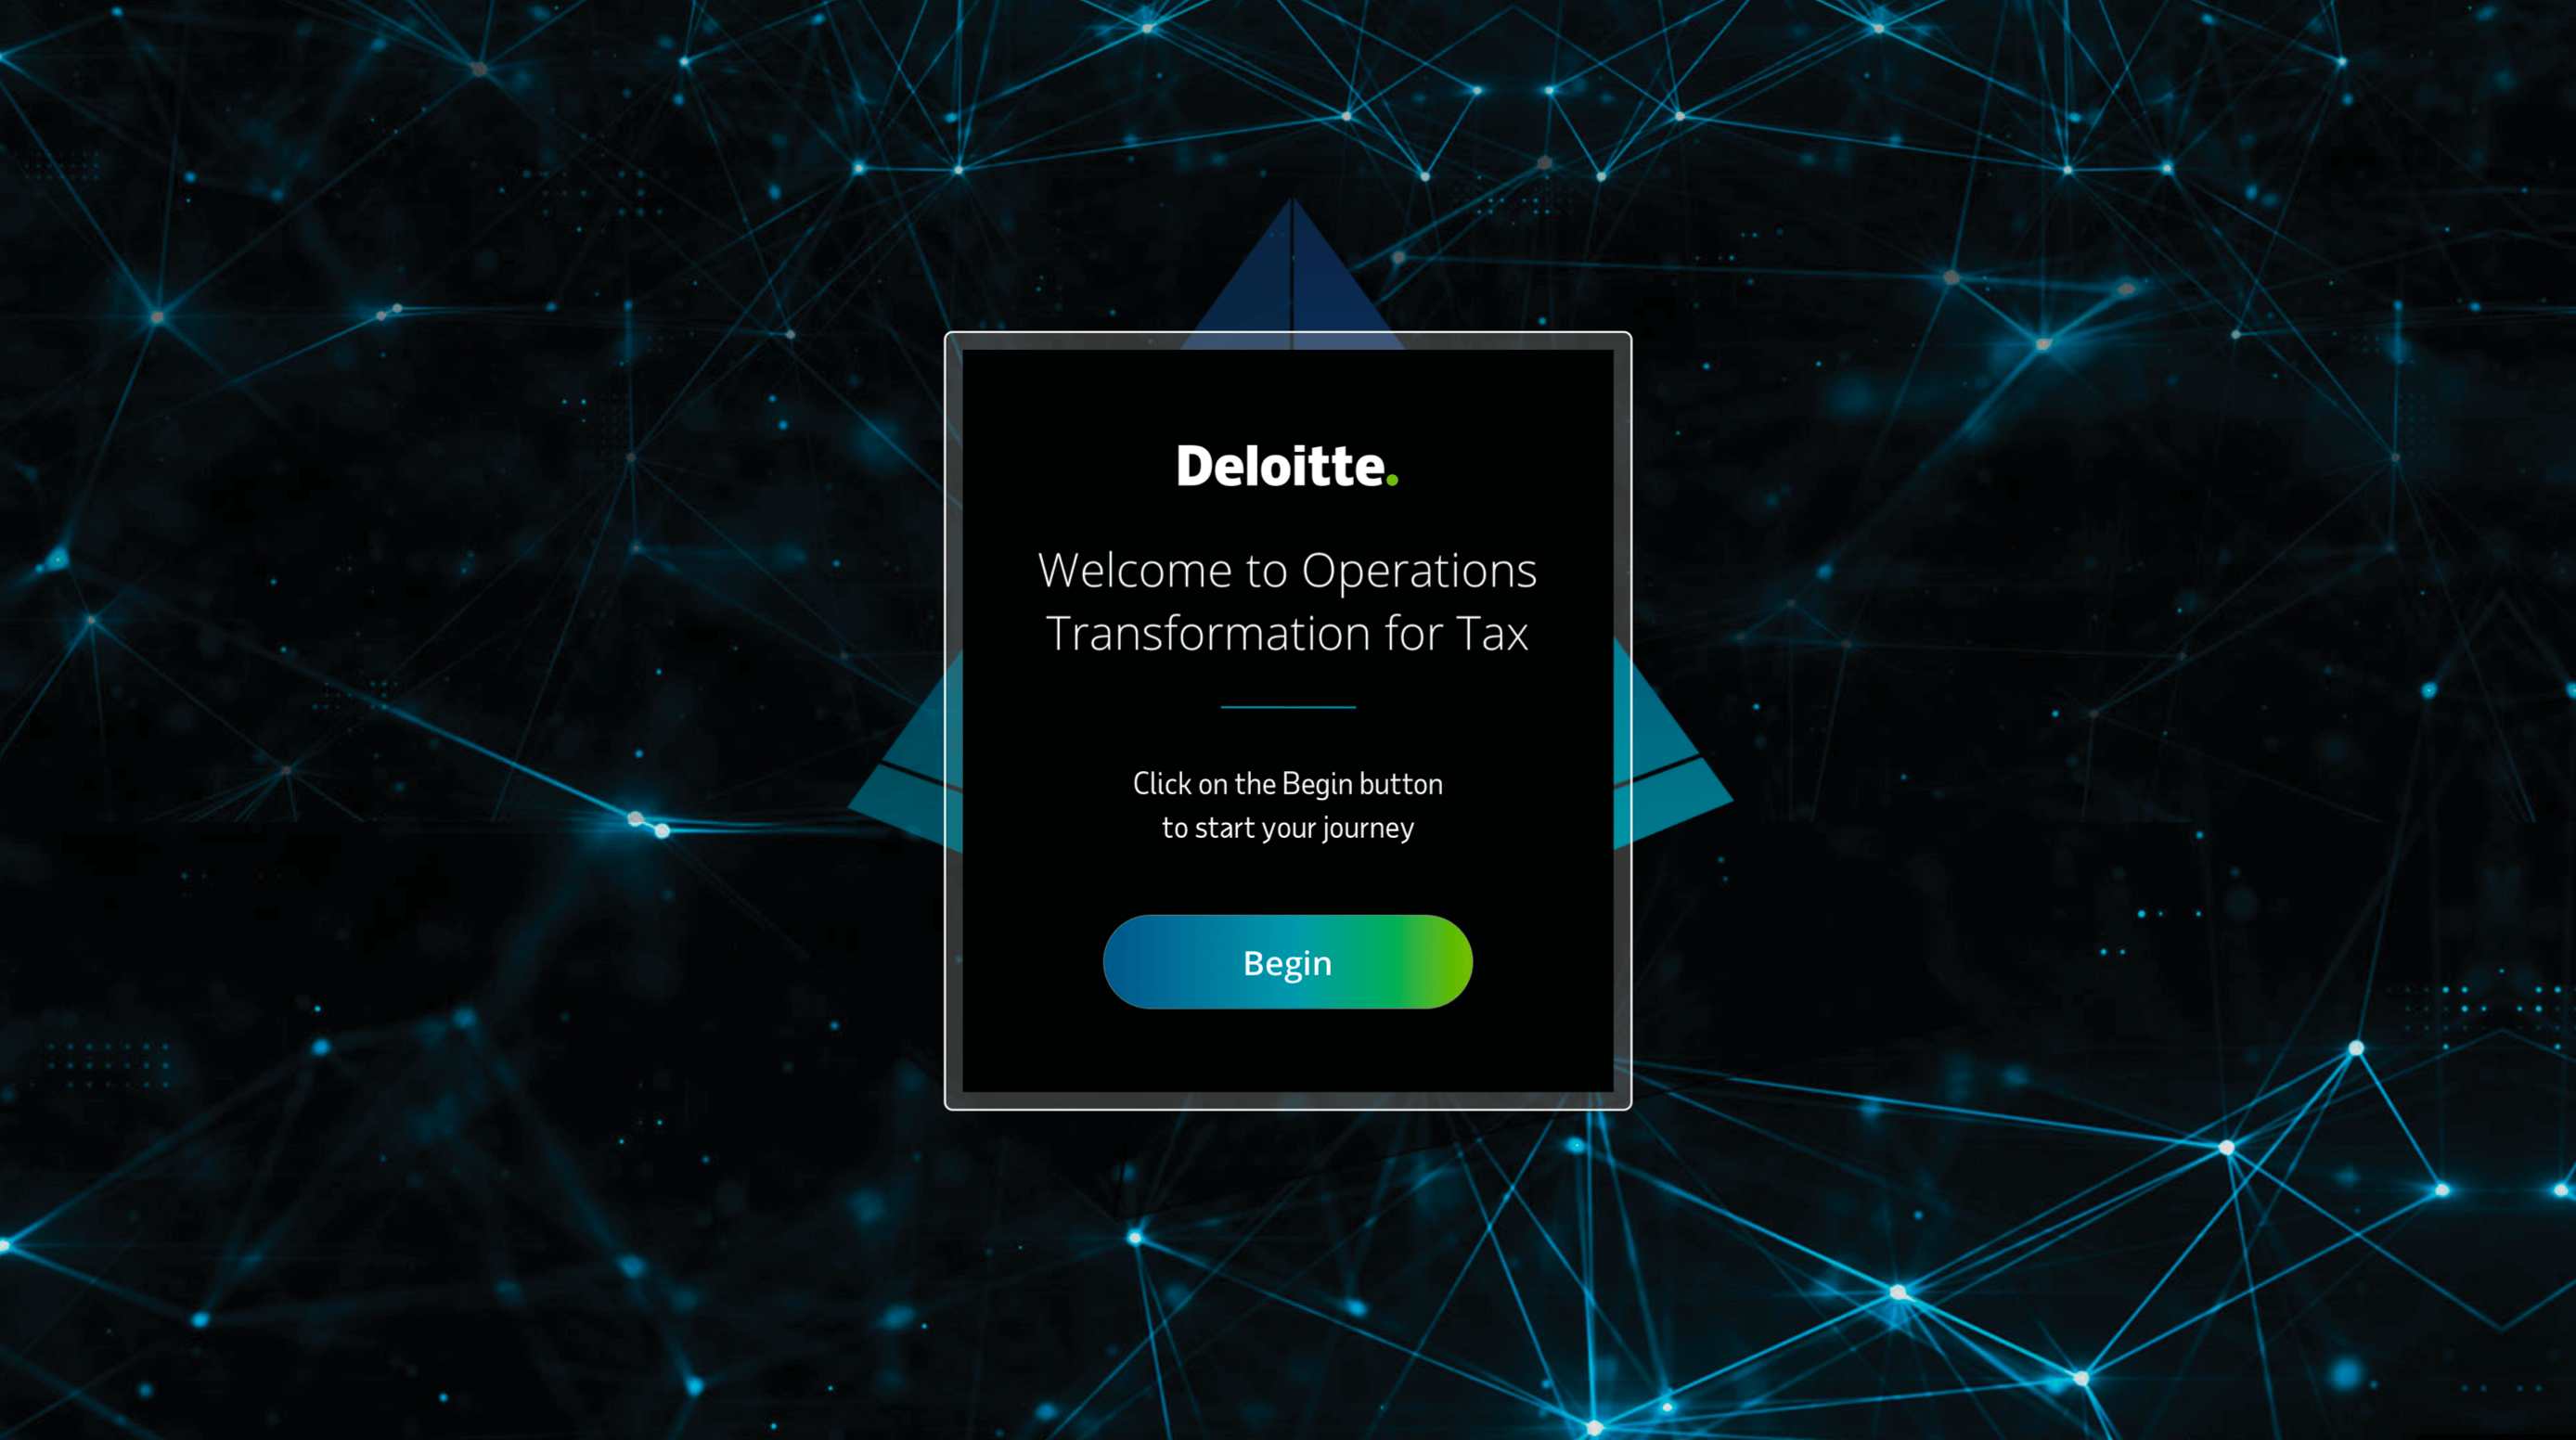 Deloitte.
Welcome to Operations
Transformation for Tax
Click on the Begin button
to start your journey
Begin